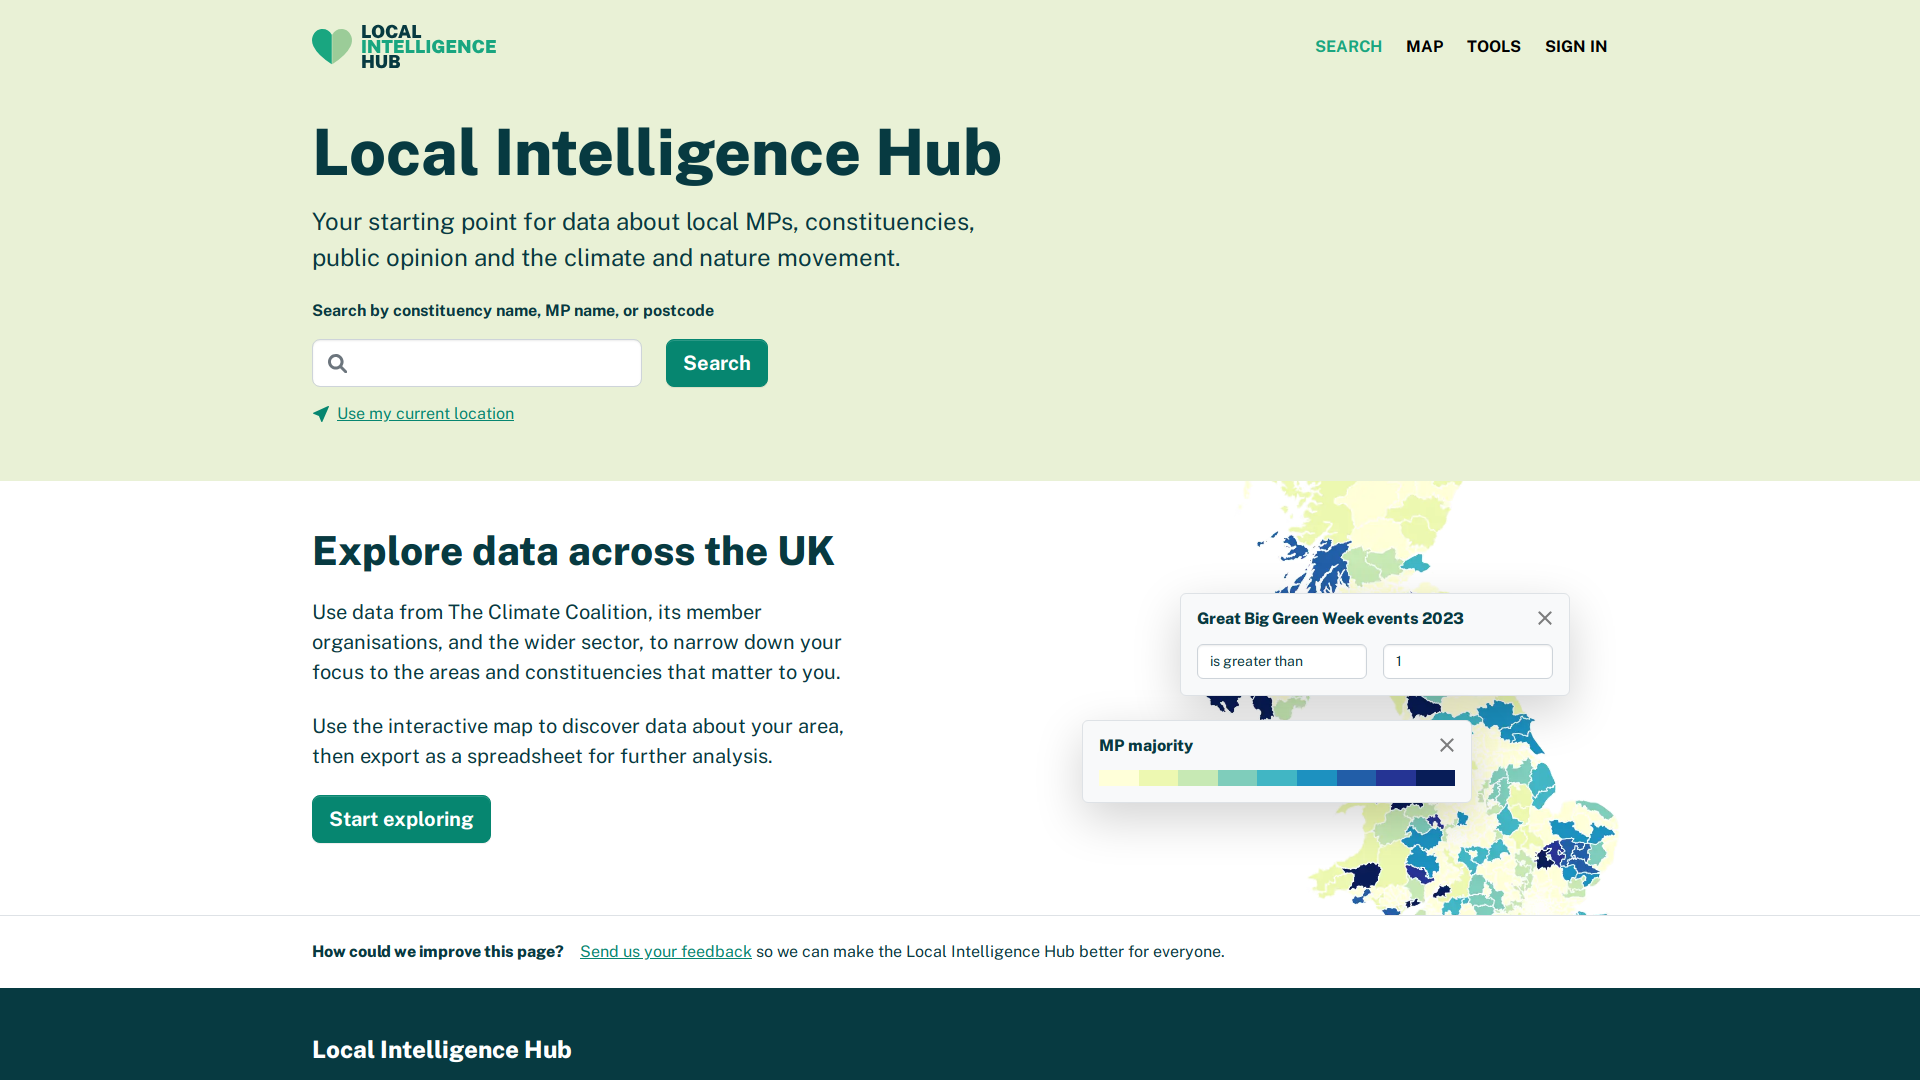 LOCAL
INTELLIGENCE
HUB
SEARCH MAP TOOLS SIGN IN
Local Intelligence Hub
Your starting point for data about local MPs, constituencies,
public opinion and the climate and nature movement.
Search by constituency name, MP name, or postcode
Search
Use my current location
Explore data across the UK
Use data from The Climate Coalition, its member
organisations, and the wider sector, to narrow down your
focus to the areas and constituencies that matter to you.
Use the interactive map to discover data about your area,
then export as a spreadsheet for further analysis.
Start exploring
Great Big Green Week events 2023
is greater than 1
MP majority
How could we improve this page? Send us your feedback so we can make the Local Intelligence Hub better for everyone.
Local Intelligence Hub